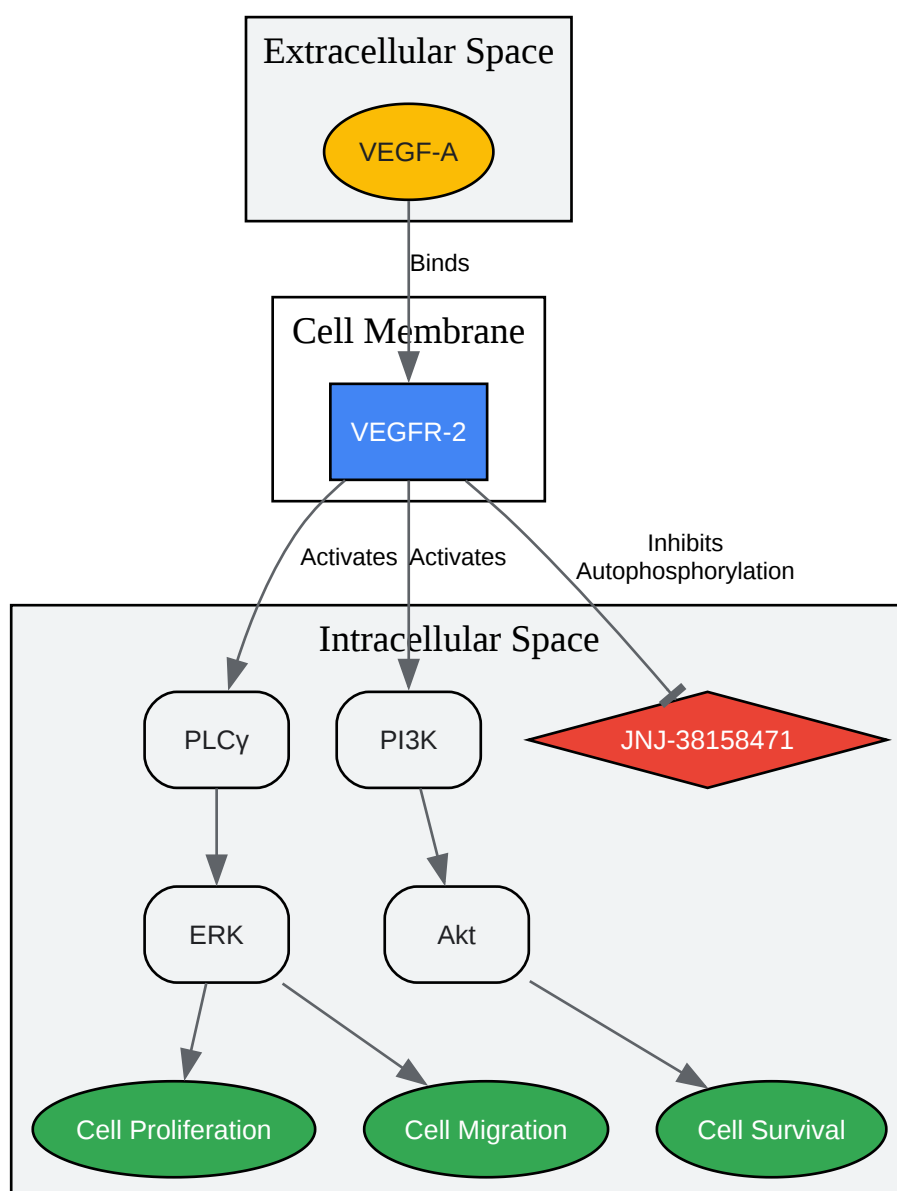 Extracellular Space
VEGF-A
Binds
Cell Membrane
VEGFR-2
Activates
Activates
Inhibits
Autophosphorylation
Intracellular Space
PLCγ
PI3K
JNJ-38158471
ERK
Akt
Cell Proliferation
Cell Migration
Cell Survival